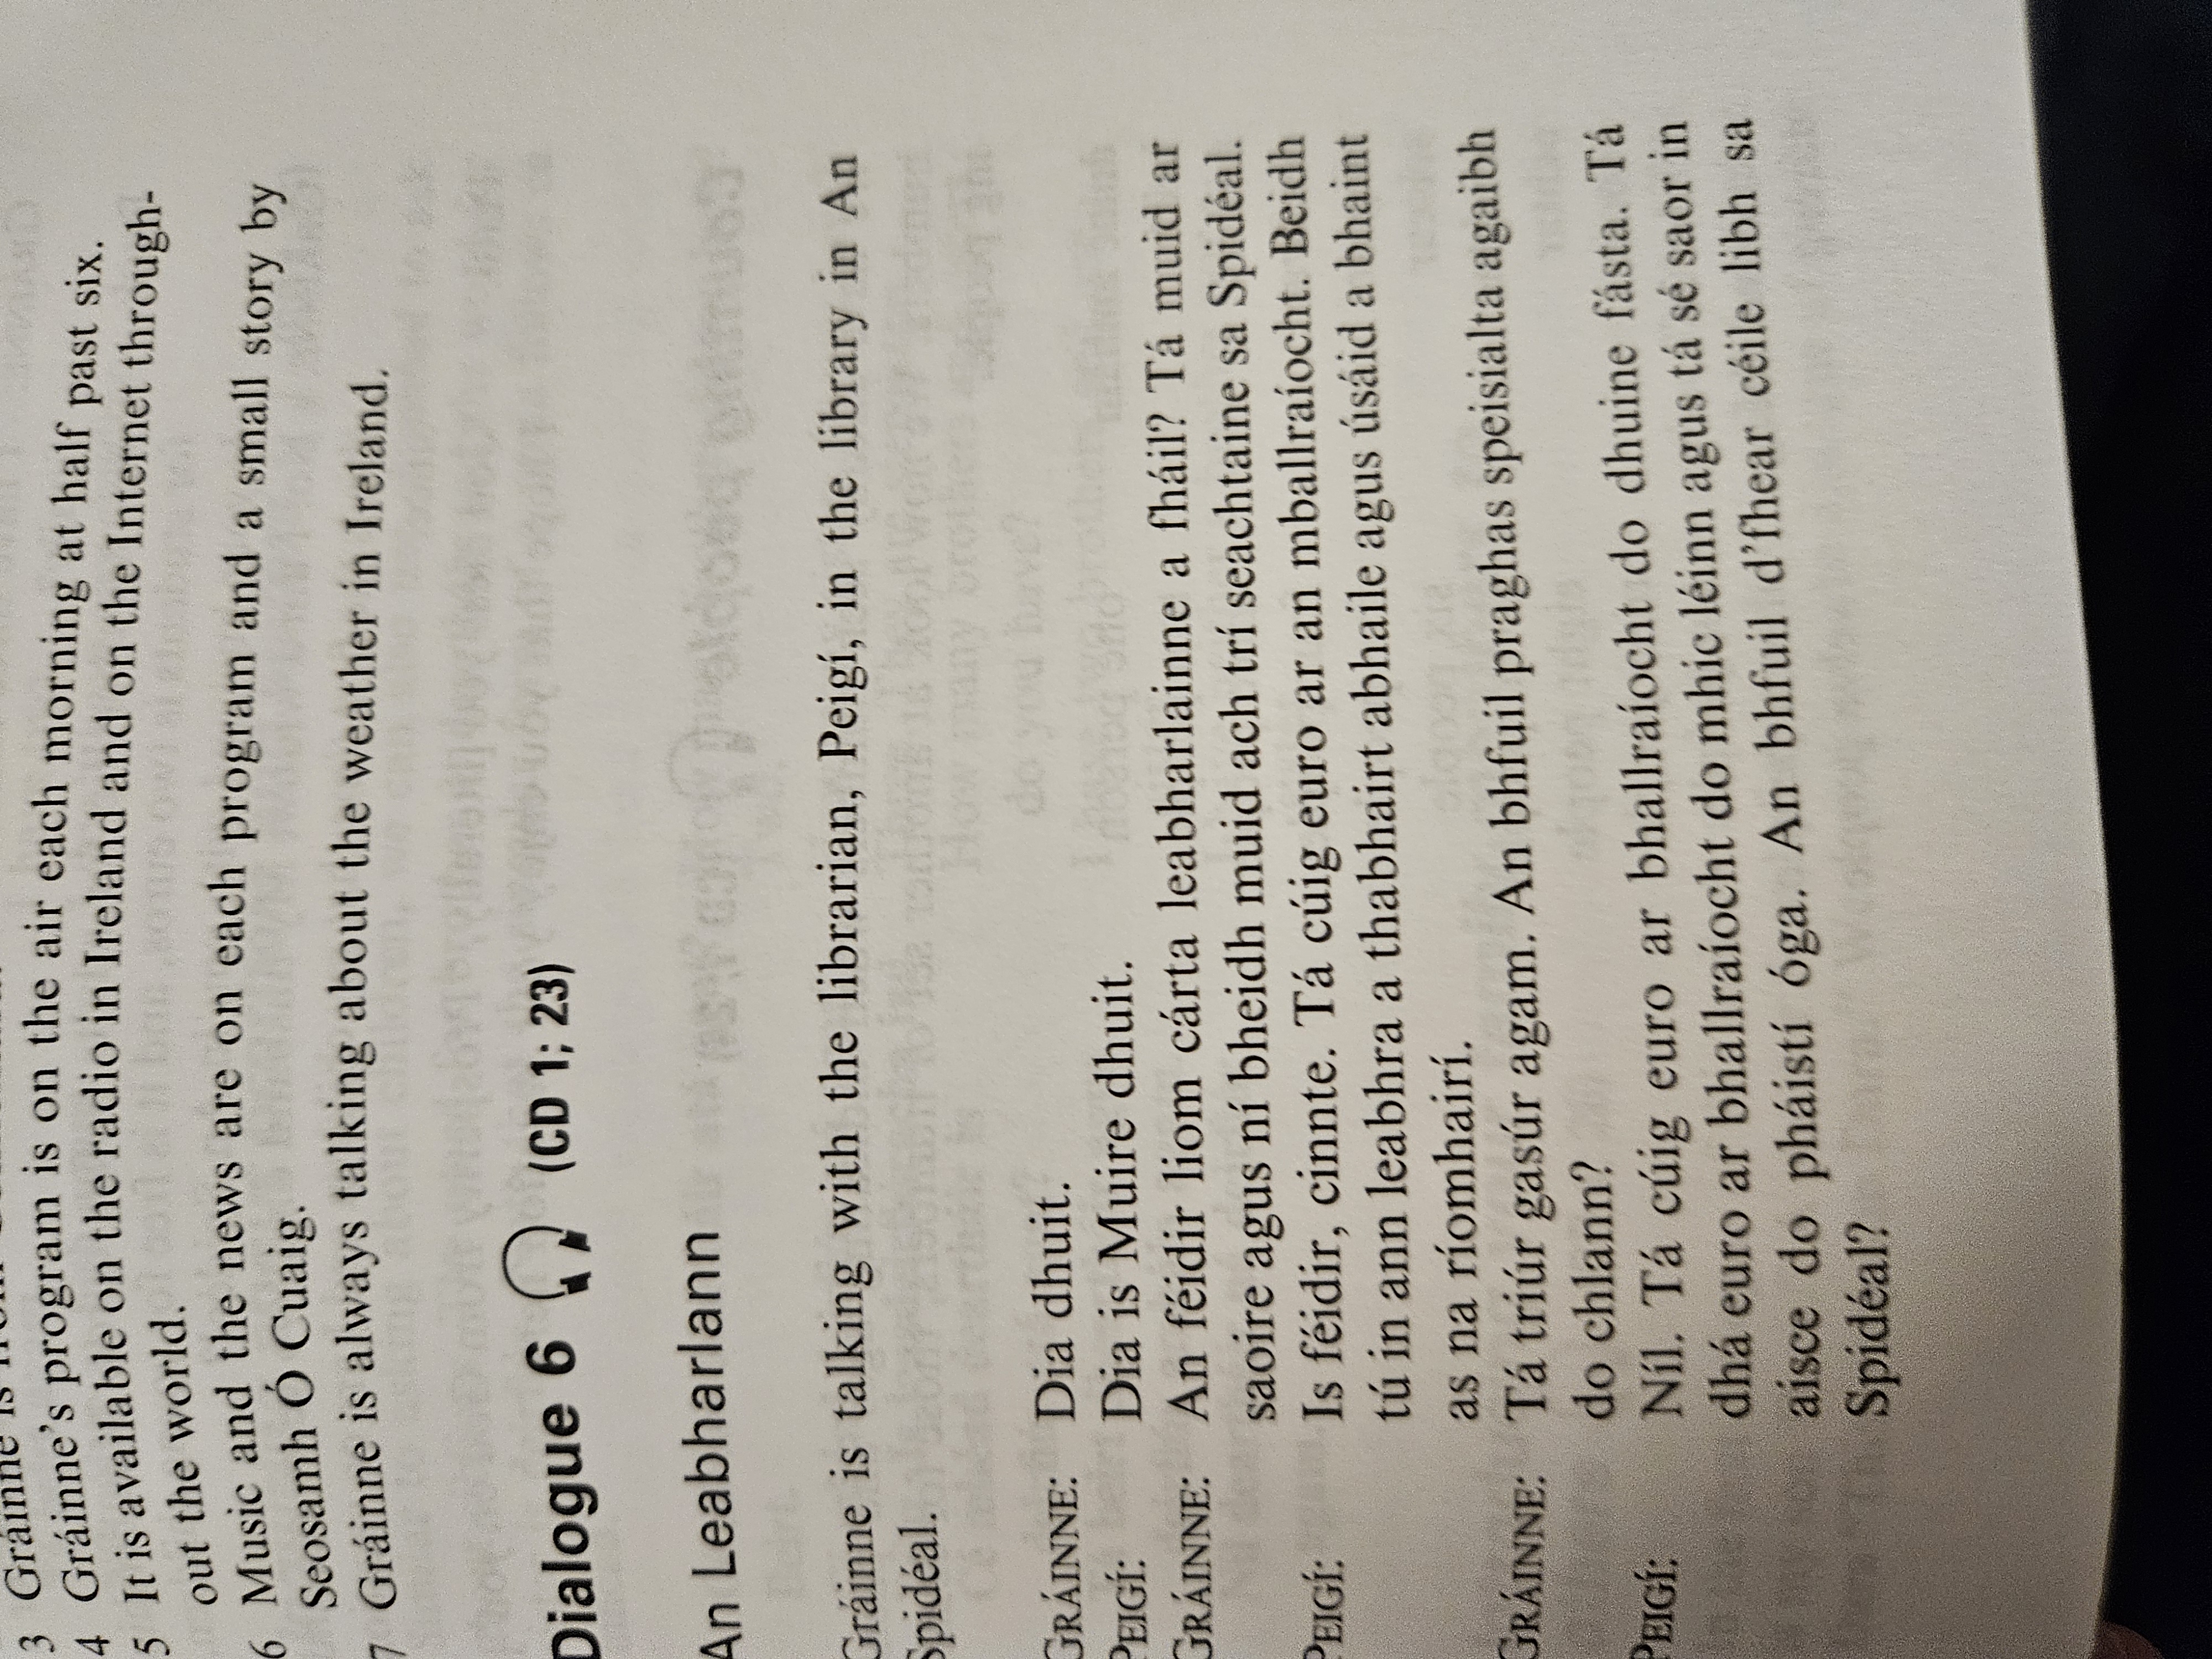 3 Gráinne is from
4 Gráinne's program is on the air each morning at half past six.
5 It is available on the radio in Ireland and on the Internet through-
out the world.
6 Music and the news are on each program and a small story by
Seosamh Ó Cuaig.
7 Gráinne is always talking about the weather in Ireland.
Dialogue 6 (CD 1; 23)
An Leabharlann
Gráinne is talking with the librarian, Peigí, in the library in An
Spidéal.
GRÁINNE: Dia dhuit.
PEIGÍ: Dia is Muire dhuit.
GRÁINNE: An féidir liom cárta leabharlainne a fháil? Tá muid ar
saoire agus ní bheidh muid ach trí seachtaine sa Spidéal.
PEIGÍ: Is féidir, cinnte. Tá cúig euro ar an mballraíocht. Beidh
tú in ann leabhra a thabhairt abhaile agus úsáid a bhaint
as na ríomhairí.
GRÁINNE: Tá triúr gasúr agam. An bhfuil praghas speisialta agaibh
do chlann?
PEIGÍ: Níl. Tá cúig euro ar bhallraíocht do dhuine fásta. Tá
dhá euro ar bhallraíocht do mhic léinn agus tá sé saor in
aisce do pháistí óga. An bhfuil d'fhear céile libh sa
Spidéal?